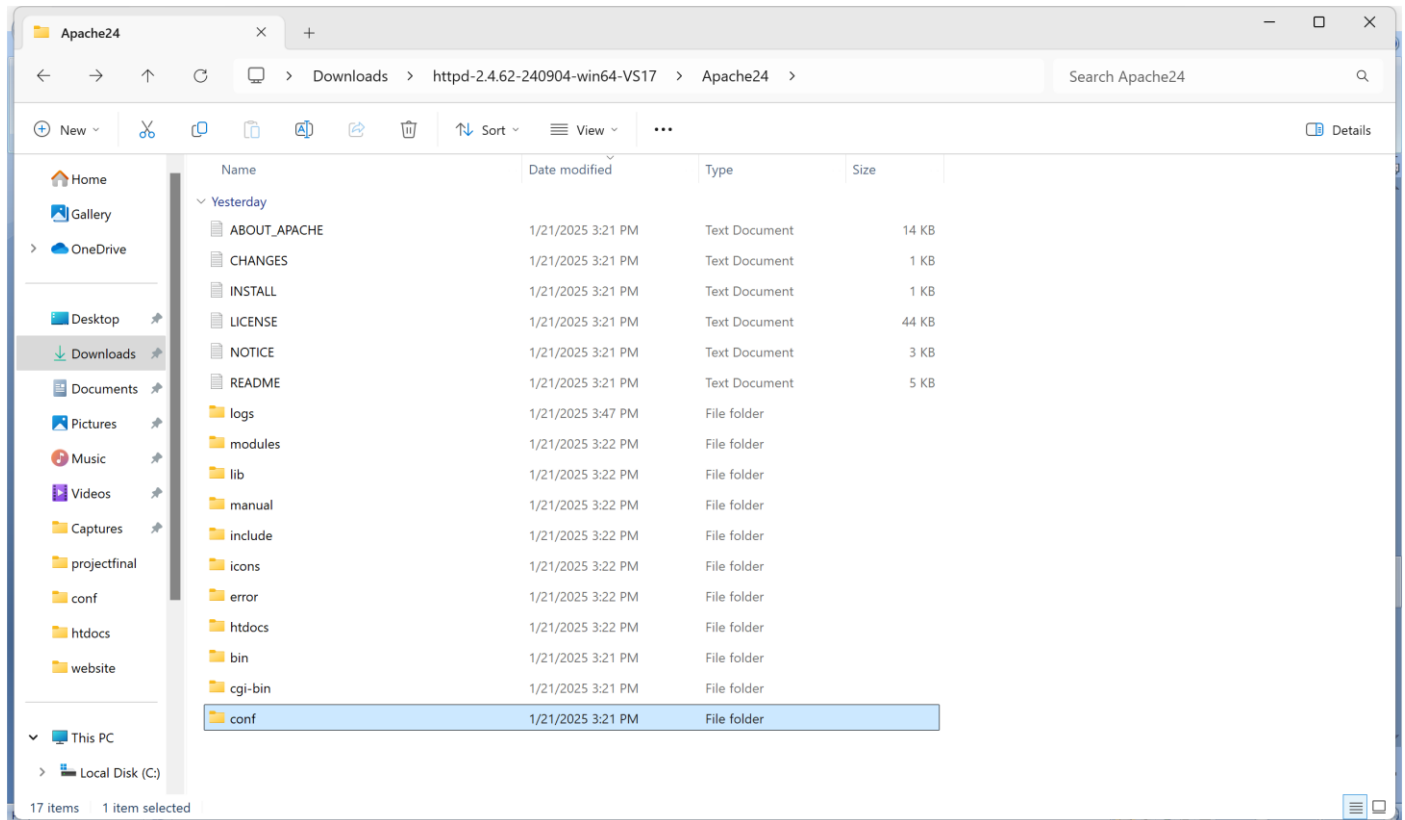 Apache24
Downloads > httpd-2.4.62-240904-win64-VS17 > Apache24 >
Search Apache24
New
Sort
View
Details
Home
Gallery
OneDrive
Desktop
Downloads
Documents
Pictures
Music
Videos
Captures
projectfinal
conf
htdocs
website
This PC
Local Disk (C:)
Name Date modified Type Size
Yesterday
ABOUT_APACHE 1/21/2025 3:21 PM Text Document 14 KB
CHANGES 1/21/2025 3:21 PM Text Document 1 KB
INSTALL 1/21/2025 3:21 PM Text Document 1 KB
LICENSE 1/21/2025 3:21 PM Text Document 44 KB
NOTICE 1/21/2025 3:21 PM Text Document 3 KB
README 1/21/2025 3:21 PM Text Document 5 KB
logs 1/21/2025 3:47 PM File folder
modules 1/21/2025 3:22 PM File folder
lib 1/21/2025 3:22 PM File folder
manual 1/21/2025 3:22 PM File folder
include 1/21/2025 3:22 PM File folder
icons 1/21/2025 3:22 PM File folder
error 1/21/2025 3:22 PM File folder
htdocs 1/21/2025 3:22 PM File folder
bin 1/21/2025 3:21 PM File folder
cgi-bin 1/21/2025 3:21 PM File folder
conf 1/21/2025 3:21 PM File folder
17 items 1 item selected